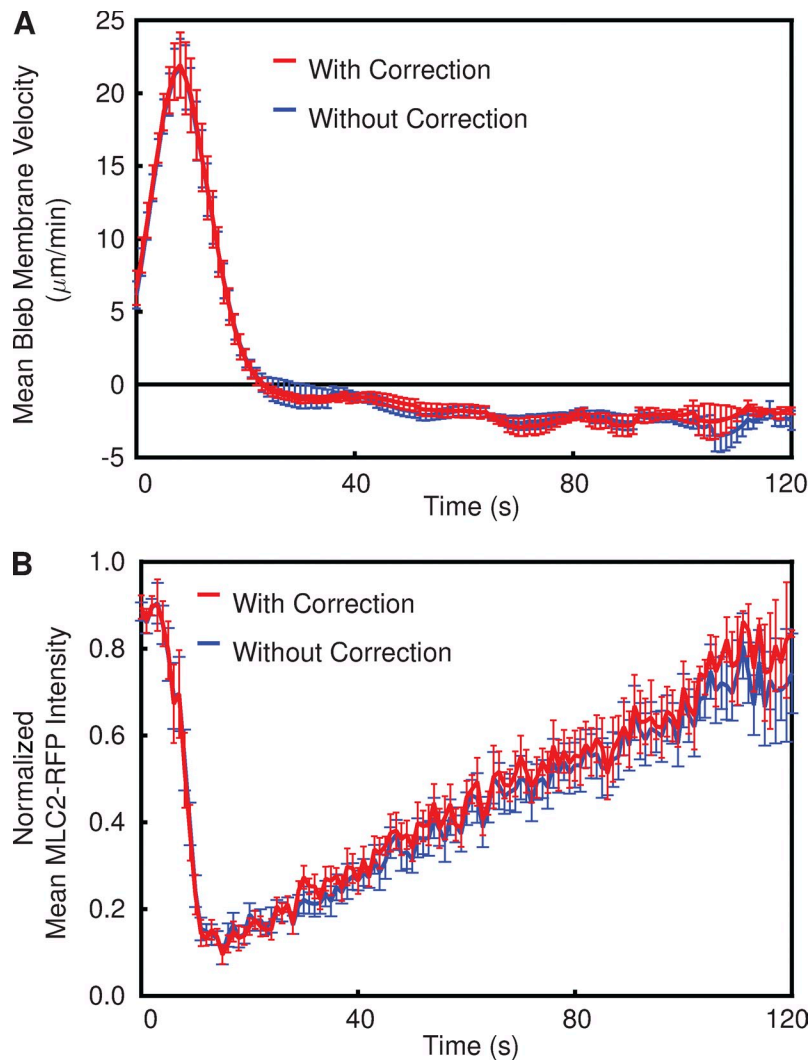 A
25
20
15
10
5
0
-5
Mean Bleb Membrane Velocity
(μm/min)
With Correction
Without Correction
0
40
80
120
Time (s)
B
1.0
0.8
0.6
0.4
0.2
0.0
Normalized
Mean MLC2-RFP Intensity
With Correction
Without Correction
0
40
80
120
Time (s)